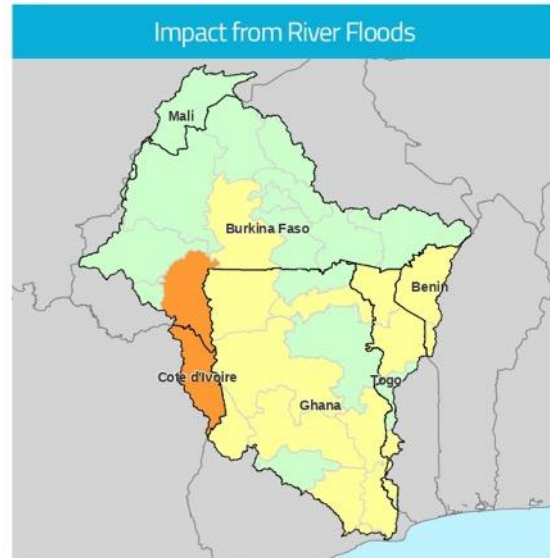 Impact from River Floods
Mali
Burkina Faso
Benin
Cote d'Ivoire
Togo
Ghana